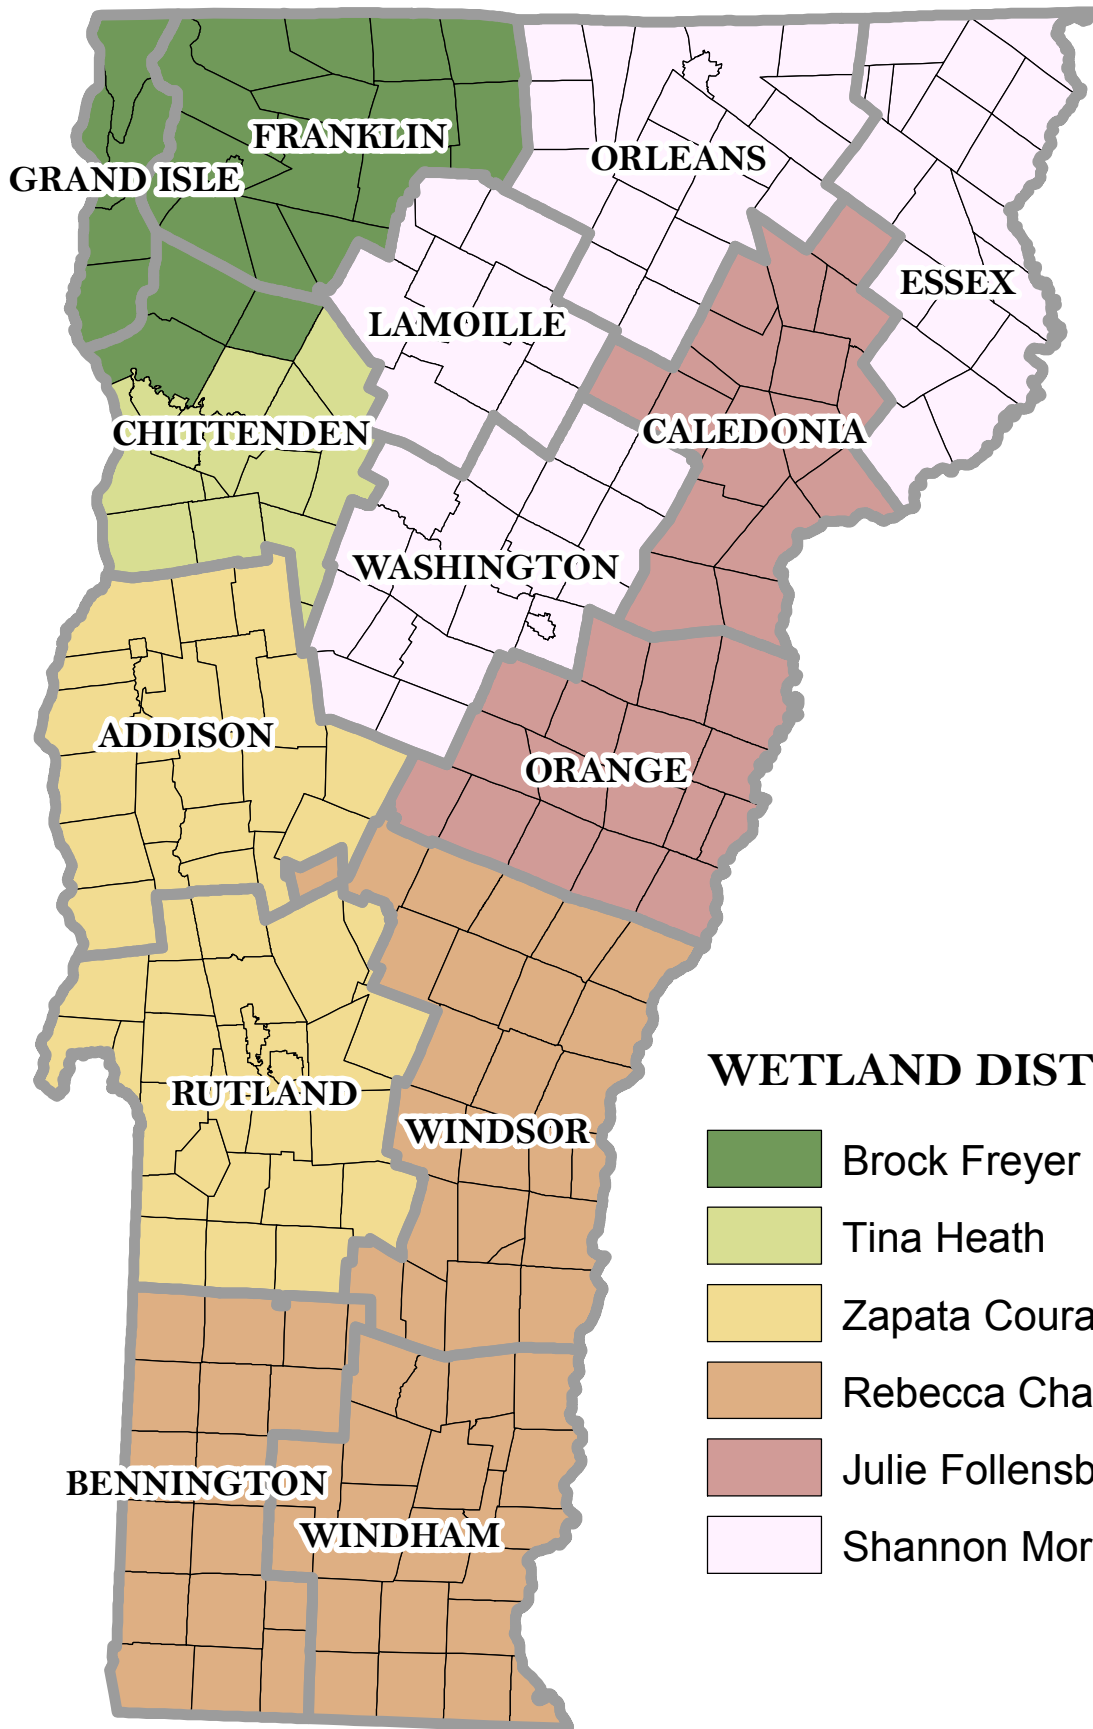 FRANKLIN
ORLEANS
GRAND ISLE
ESSEX
LAMOILLE
CHITTENDEN
CALEDONIA
WASHINGTON
ADDISON
ORANGE
WETLAND DIST
RUTLAND
WINDSOR
Brock Freyer
Tina Heath
Zapata Coura
Rebecca Cha
Julie Follensb
BENNINGTON
WINDHAM
Shannon Mor